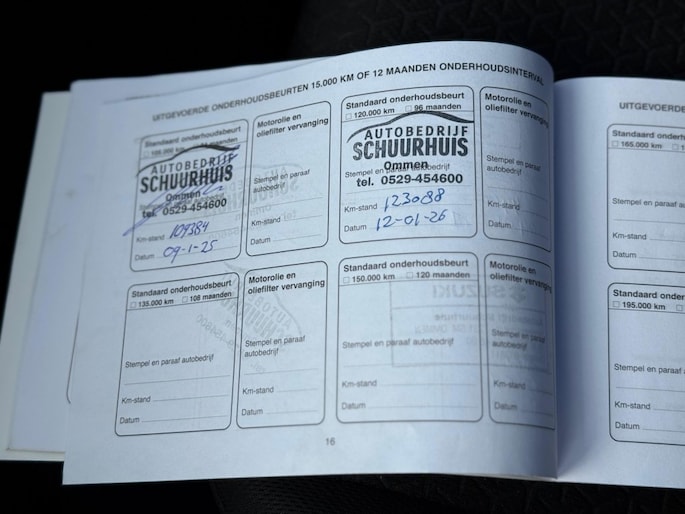 UITGEVOERDE ONDERHOUDSBEURTEN 15.000 KM OF 12 MAANDEN ONDERHOUDSINTERVAL
Standaard onderhoudsbeurt
105.000 km maanden
AUTOBEDRIJF
SCHUURHUIS
Ommen
tel. 0529-454600
Km-stand 109384
Datum 09-1-25
Motorolie en
oliefilter vervanging
Stempel en paraaf
autobedrijf
Km-stand
Datum
Standaard onderhoudsbeurt
120.000 km 96 maanden
AUTOBEDRIJF
SCHUURHUIS
Ommen
Stempel en paraaf autobedrijf
tel. 0529-454600
Km-stand 123088
Datum 12-01-26
Motorolie en
oliefilter vervanging
Stempel en paraaf
autobedrijf
Km-stand
Datum
Standaard onderhoudsbeurt
135.000 km 108 maanden
Stempel en paraaf autobedrijf
Km-stand
Datum
Motorolie en
oliefilter vervanging
Stempel en paraaf
autobedrijf
Km-stand
Datum
Standaard onderhoudsbeurt
150.000 km 120 maanden
Stempel en paraaf autobedrijf
Km-stand
Datum
Motorolie en
oliefilter vervanging
Stempel en paraaf
autobedrijf
Km-stand
Datum
16
UITGEVOERDE
Standaard onderh
165.000 km
Stempel en paraaf
Km-stand
Datum
Standaard onder
195.000 km
Stempel en paraaf
Km-stand
Datum